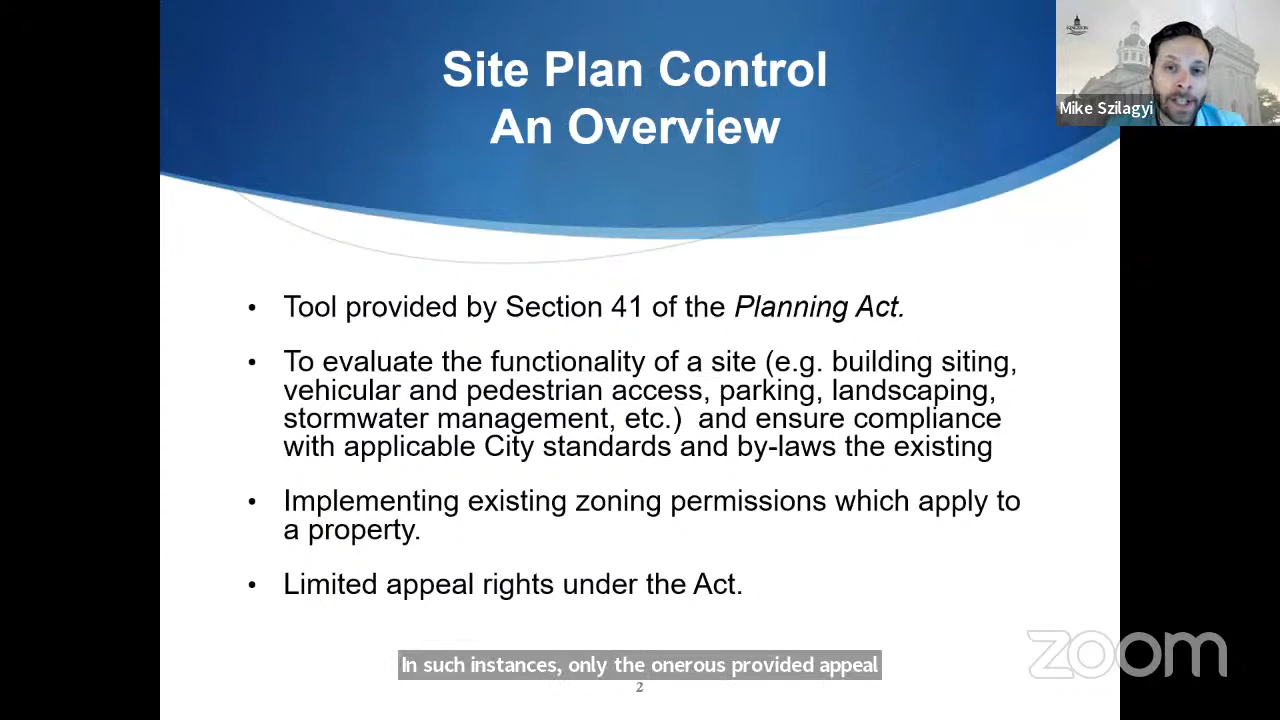 Site Plan Control
An Overview
Mike Szilagyi
• Tool provided by Section 41 of the Planning Act.
• To evaluate the functionality of a site (e.g. building siting,
vehicular and pedestrian access, parking, landscaping,
stormwater management, etc.)  and ensure compliance
with applicable City standards and by-laws the existing
• Implementing existing zoning permissions which apply to
a property.
• Limited appeal rights under the Act.
In such instances, only the onerous provided appeal
2
zoom